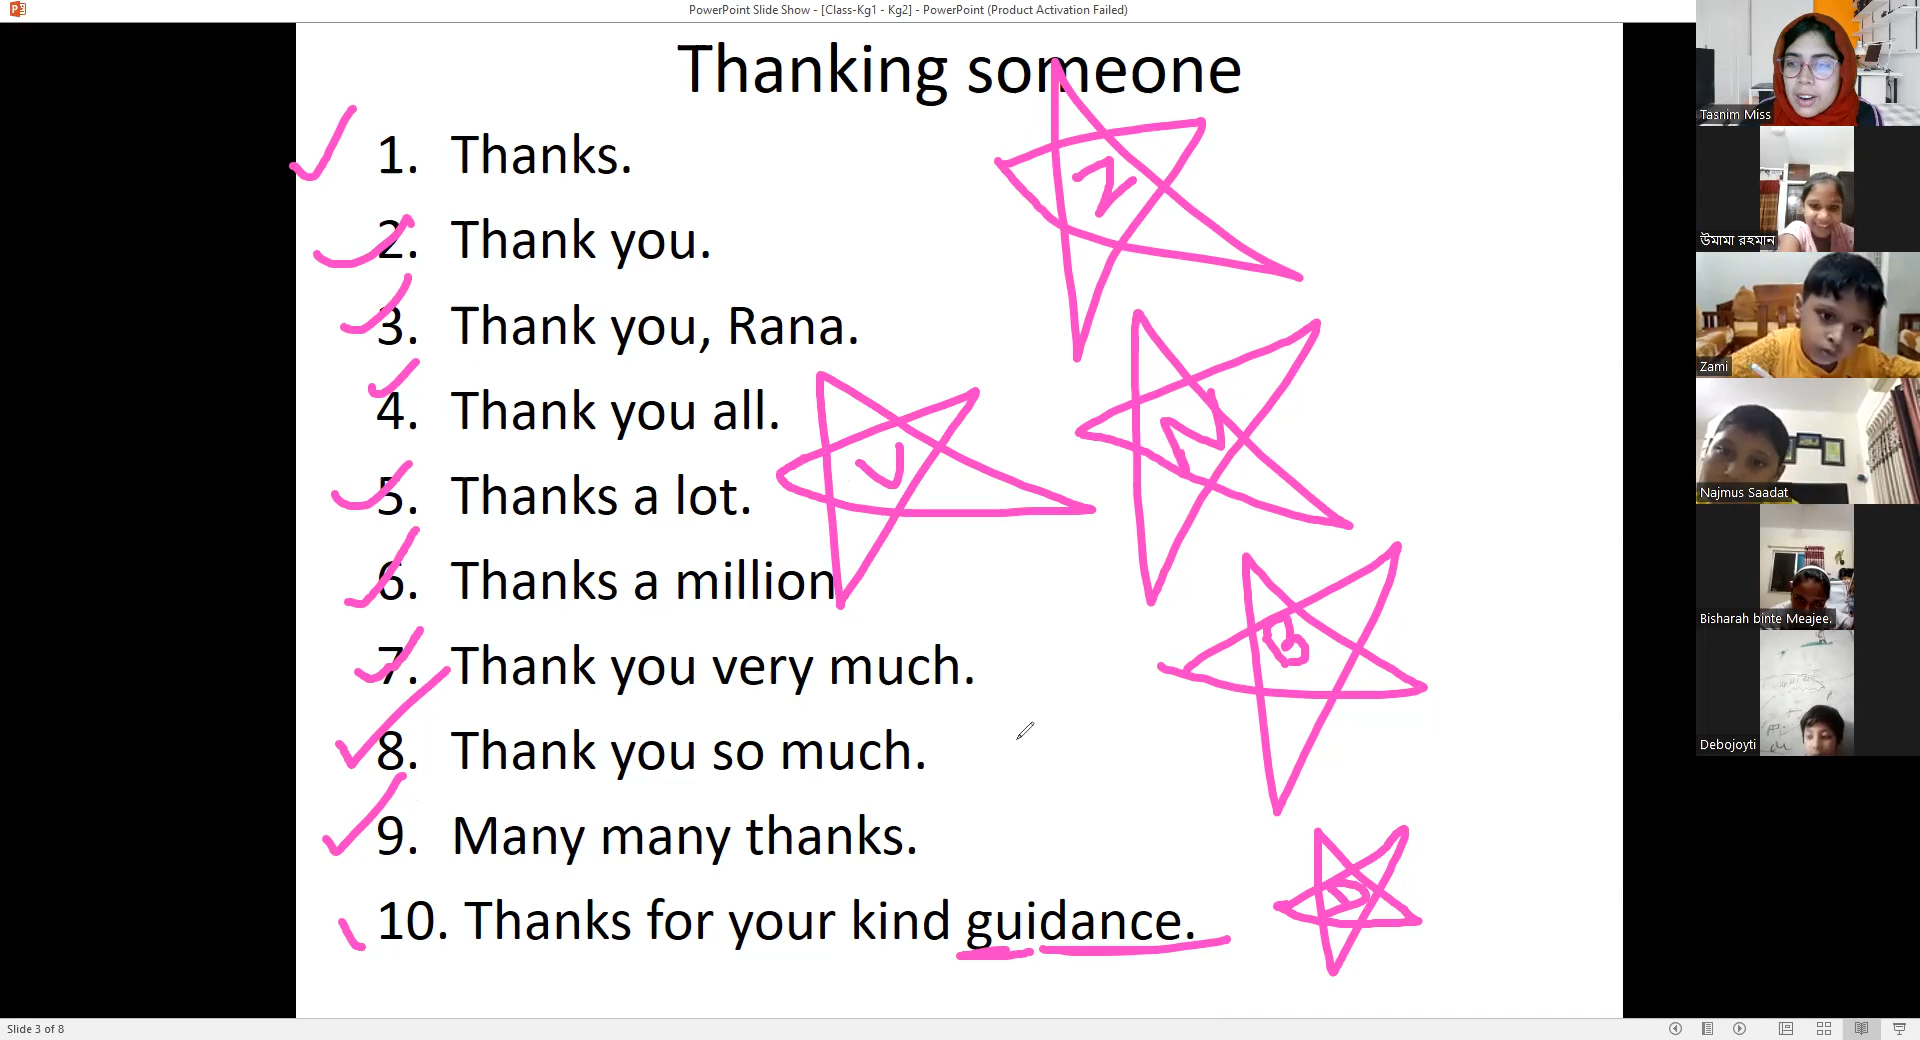 PowerPoint Slide Show - [Class-Kg1 - Kg2] - PowerPoint (Product Activation Failed)
Thanking someone
1. Thanks.
2. Thank you.
3. Thank you, Rana.
4. Thank you all.
5. Thanks a lot.
6. Thanks a million
7. Thank you very much.
8. Thank you so much.
9. Many many thanks.
10. Thanks for your kind guidance.
Z
N
U
B
D
Tasnim Miss
উমামা রহমান
Zami
Najmus Saadat
Bisharah binte Meajee.
Debojoyti
Slide 3 of 8